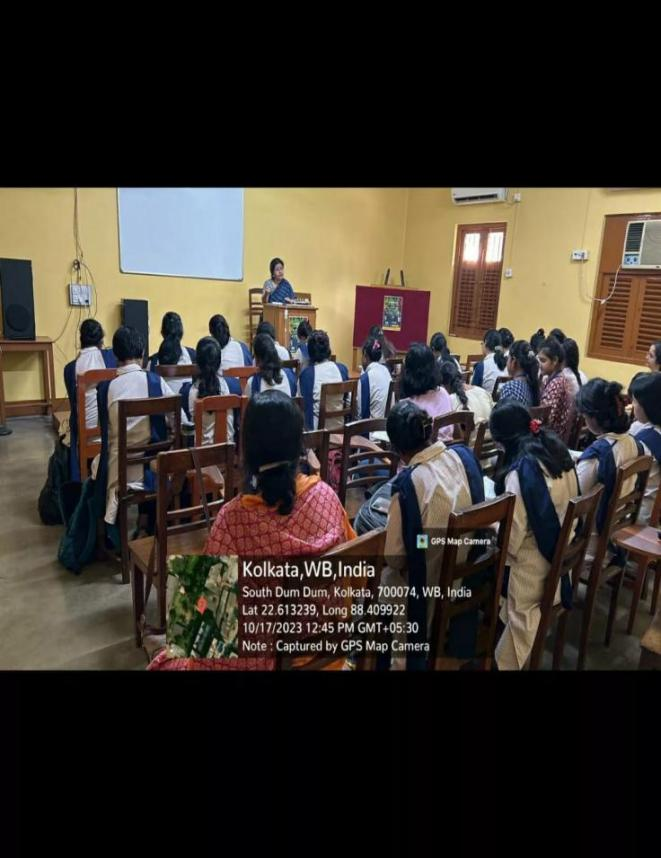 GPS Map Camera
Kolkata,WB,India
South Dum Dum, Kolkata, 700074, WB, India
Lat 22.613239, Long 88.409922
10/17/2023 12:45 PM GMT+05:30
Note : Captured by GPS Map Camera